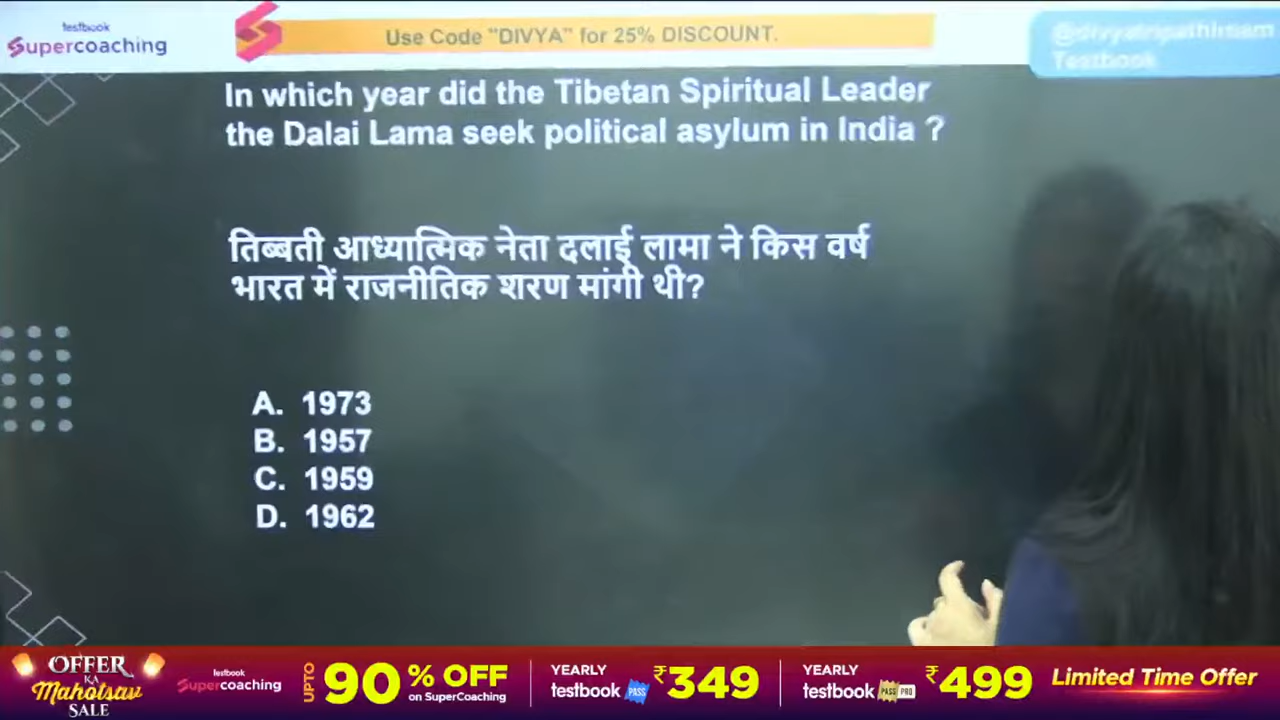 testbook
Supercoaching
Use Code "DIVYA" for 25% DISCOUNT.
@divyatripathimam
Testbook
In which year did the Tibetan Spiritual Leader
the Dalai Lama seek political asylum in India ?
तिब्बती आध्यात्मिक नेता दलाई लामा ने किस वर्ष
भारत में राजनीतिक शरण मांगी थी?
A. 1973
B. 1957
C. 1959
D. 1962
OFFER
KA
Mahotsav
SALE
testbook
Supercoaching
UPTO
90% OFF
on SuperCoaching
YEARLY
testbook PASS
₹349
YEARLY
testbook PASS PRO
₹499
Limited Time Offer